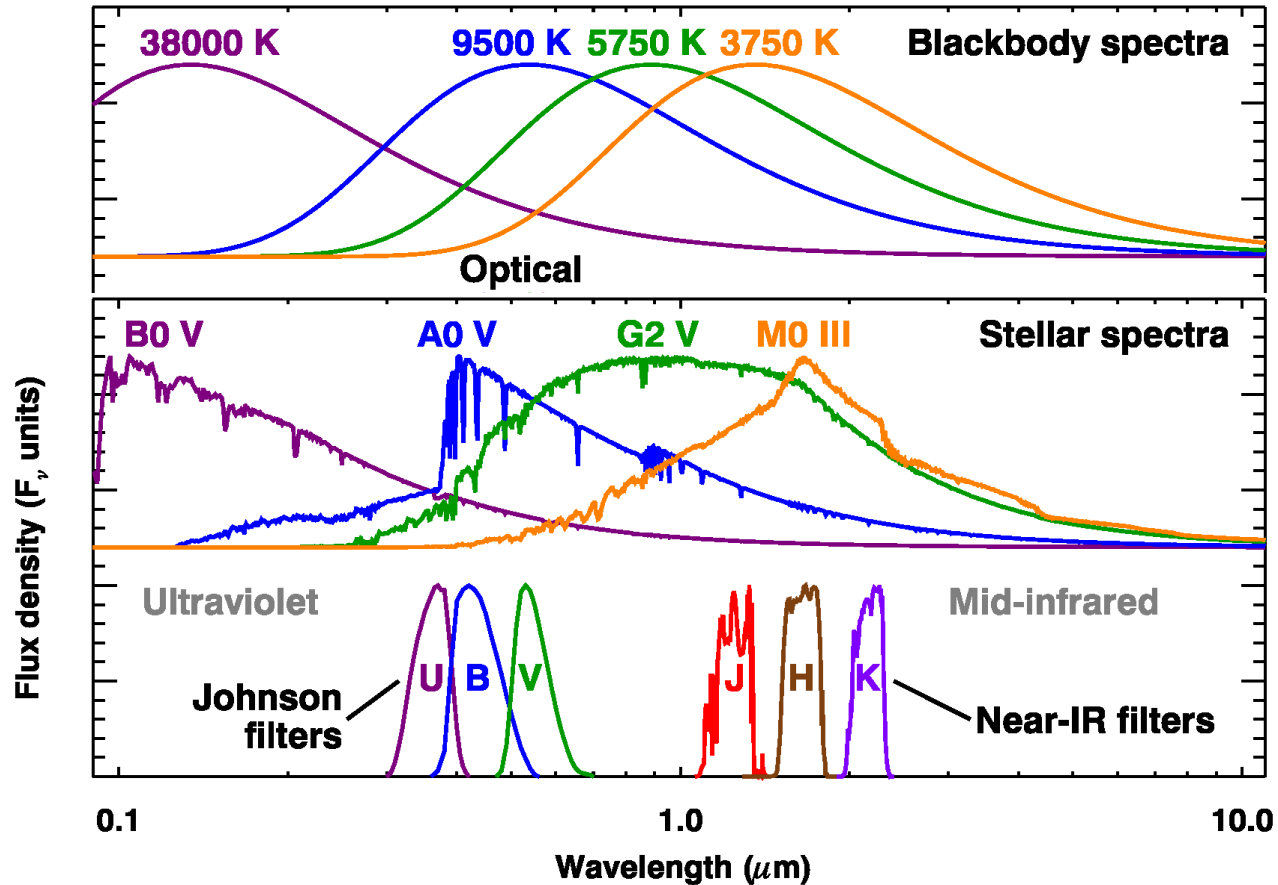 38000 K 9500 K 5750 K 3750 K Blackbody spectra
Optical
B0 V A0 V G2 V M0 III Stellar spectra
Flux density (Fν units)
Ultraviolet Mid-infrared
U B V J H K
Johnson
filters
Near-IR filters
0.1 1.0 10.0
Wavelength (μm)